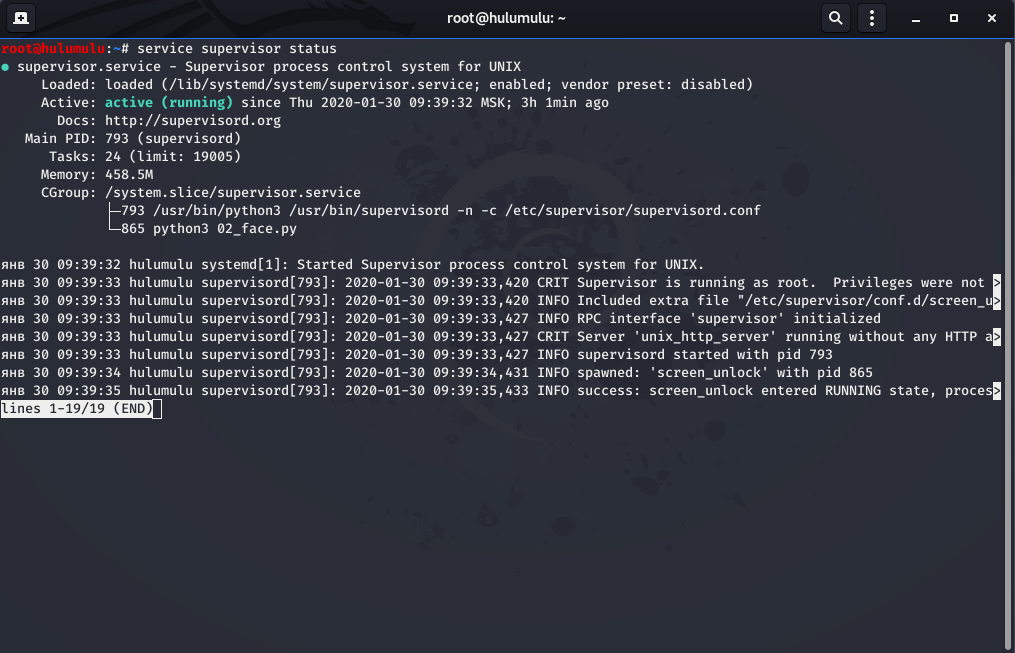 root@hulumulu: ~
root@hulumulu:~# service supervisor status
● supervisor.service - Supervisor process control system for UNIX
Loaded: loaded (/lib/systemd/system/supervisor.service; enabled; vendor preset: disabled)
Active: active (running) since Thu 2020-01-30 09:39:32 MSK; 3h 1min ago
Docs: http://supervisord.org
Main PID: 793 (supervisord)
Tasks: 24 (limit: 19005)
Memory: 458.5M
CGroup: /system.slice/supervisor.service
├─793 /usr/bin/python3 /usr/bin/supervisord -n -c /etc/supervisor/supervisord.conf
└─865 python3 02_face.py
янв 30 09:39:32 hulumulu systemd[1]: Started Supervisor process control system for UNIX.
янв 30 09:39:33 hulumulu supervisord[793]: 2020-01-30 09:39:33,420 CRIT Supervisor is running as root.  Privileges were not >
янв 30 09:39:33 hulumulu supervisord[793]: 2020-01-30 09:39:33,420 INFO Included extra file "/etc/supervisor/conf.d/screen_u>
янв 30 09:39:33 hulumulu supervisord[793]: 2020-01-30 09:39:33,427 INFO RPC interface 'supervisor' initialized
янв 30 09:39:33 hulumulu supervisord[793]: 2020-01-30 09:39:33,427 CRIT Server 'unix_http_server' running without any HTTP a>
янв 30 09:39:33 hulumulu supervisord[793]: 2020-01-30 09:39:33,427 INFO supervisord started with pid 793
янв 30 09:39:34 hulumulu supervisord[793]: 2020-01-30 09:39:34,431 INFO spawned: 'screen_unlock' with pid 865
янв 30 09:39:35 hulumulu supervisord[793]: 2020-01-30 09:39:35,433 INFO success: screen_unlock entered RUNNING state, proces>
lines 1-19/19 (END)